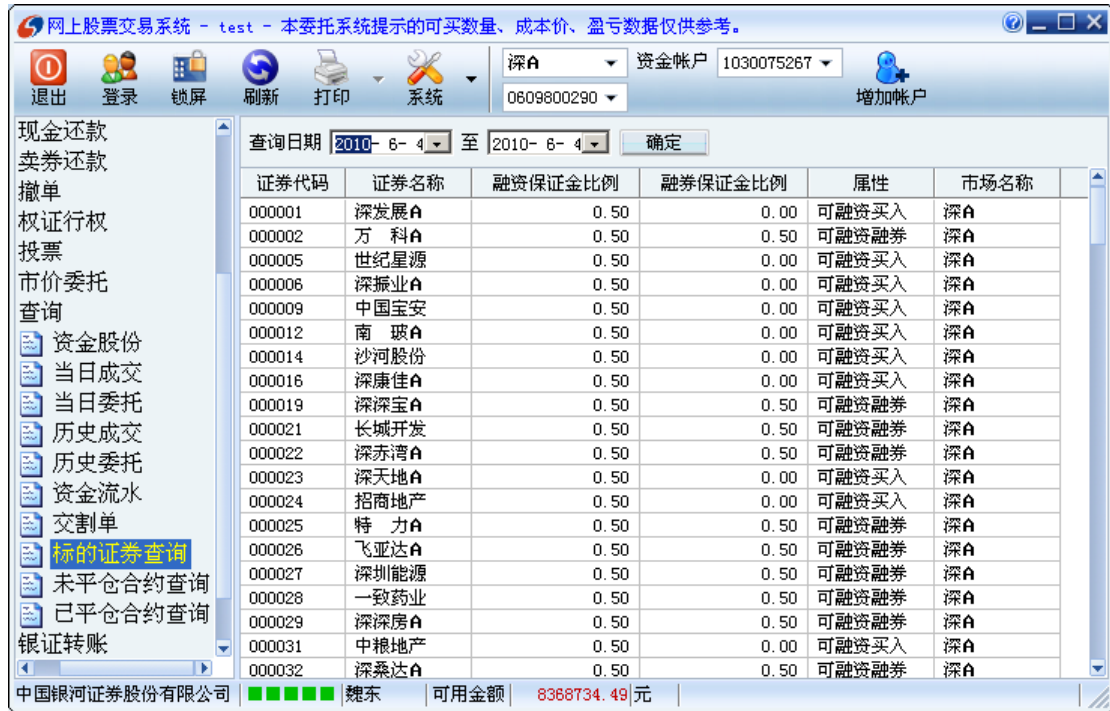 网上股票交易系统 - test - 本委托系统提示的可买数量、成本价、盈亏数据仅供参考。
退出 登录 锁屏 刷新 打印 系统 深A 资金帐户 1030075267 0609800290 增加帐户
现金还款
卖券还款
撤单
权证行权
投票
市价委托
查询
资金股份
当日成交
当日委托
历史成交
历史委托
资金流水
交割单
标的证券查询
未平仓合约查询
已平仓合约查询
银证转账
查询日期 2010- 6- 4 至 2010- 6- 4 确定
证券代码 证券名称 融资保证金比例 融券保证金比例 属性 市场名称
000001 深发展A 0.50 0.00 可融资买入 深A
000002 万 科A 0.50 0.50 可融资融券 深A
000005 世纪星源 0.50 0.00 可融资买入 深A
000006 深振业A 0.50 0.00 可融资买入 深A
000009 中国宝安 0.50 0.00 可融资买入 深A
000012 南 玻A 0.50 0.00 可融资买入 深A
000014 沙河股份 0.50 0.00 可融资买入 深A
000016 深康佳A 0.50 0.00 可融资买入 深A
000019 深深宝A 0.50 0.50 可融资融券 深A
000021 长城开发 0.50 0.50 可融资融券 深A
000022 深赤湾A 0.50 0.50 可融资融券 深A
000023 深天地A 0.50 0.00 可融资买入 深A
000024 招商地产 0.50 0.00 可融资买入 深A
000025 特 力A 0.50 0.50 可融资融券 深A
000026 飞亚达A 0.50 0.50 可融资融券 深A
000027 深圳能源 0.50 0.50 可融资融券 深A
000028 一致药业 0.50 0.50 可融资融券 深A
000029 深深房A 0.50 0.50 可融资融券 深A
000031 中粮地产 0.50 0.00 可融资买入 深A
000032 深桑达A 0.50 0.50 可融资融券 深A
中国银河证券股份有限公司 魏东 可用金额 8368734.49 元